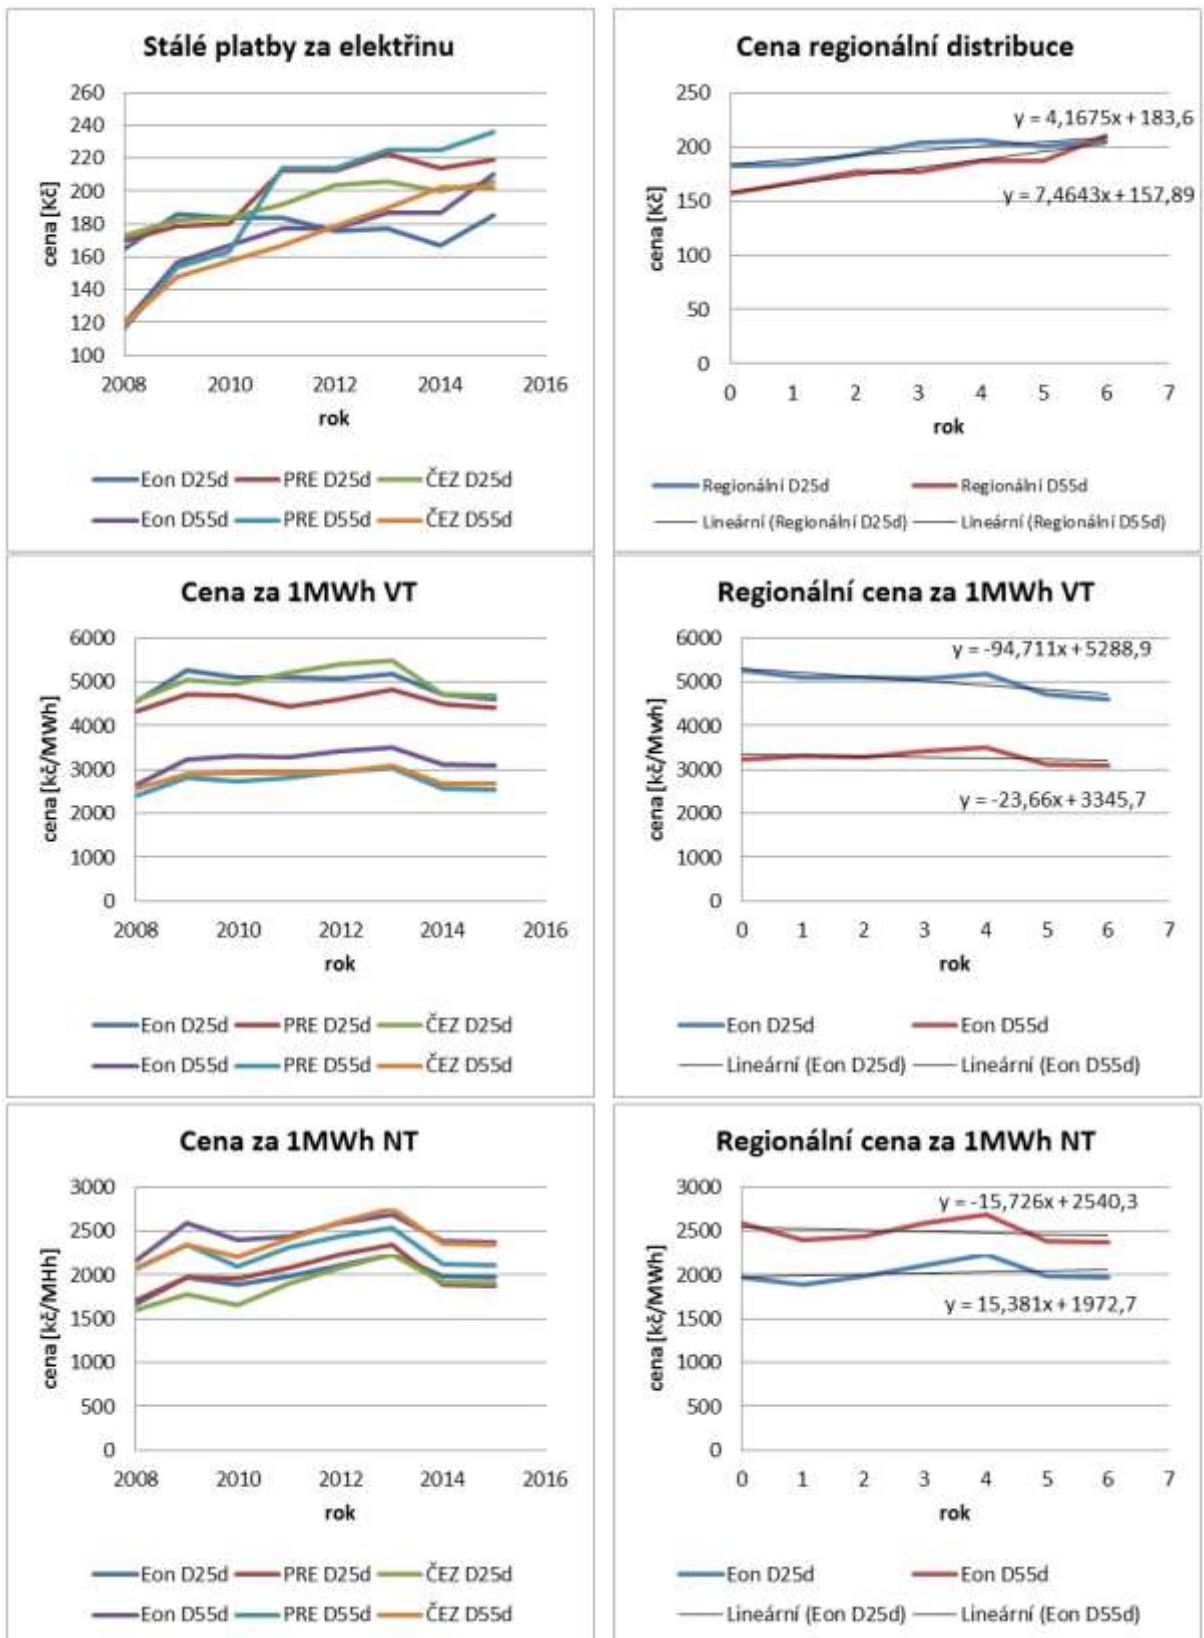 Stálé platby za elektřinu
260
240
220
200
180
160
140
120
100
cena [Kč]
2008 2010 2012 2014 2016
rok
Eon D25d PRE D25d ČEZ D25d
Eon D55d PRE D55d ČEZ D55d
Cena regionální distribuce
250
200
150
100
50
0
cena [Kč]
y = 4,1675x + 183,6
y = 7,4643x + 157,89
0 1 2 3 4 5 6 7
rok
Regionální D25d Regionální D55d
Lineární (Regionální D25d) Lineární (Regionální D55d)
Cena za 1MWh VT
6000
5000
4000
3000
2000
1000
0
cena [kč/MWh]
2008 2010 2012 2014 2016
rok
Eon D25d PRE D25d ČEZ D25d
Eon D55d PRE D55d ČEZ D55d
Regionální cena za 1MWh VT
6000
5000
4000
3000
2000
1000
0
cena [kč/Mwh]
y = -94,711x + 5288,9
y = -23,66x + 3345,7
0 1 2 3 4 5 6 7
rok
Eon D25d Eon D55d
Lineární (Eon D25d) Lineární (Eon D55d)
Cena za 1MWh NT
3000
2500
2000
1500
1000
500
0
cena [kč/MHh]
2008 2010 2012 2014 2016
rok
Eon D25d PRE D25d ČEZ D25d
Eon D55d PRE D55d ČEZ D55d
Regionální cena za 1MWh NT
3000
2500
2000
1500
1000
500
0
cena [kč/MWh]
y = -15,726x + 2540,3
y = 15,381x + 1972,7
0 1 2 3 4 5 6 7
rok
Eon D25d Eon D55d
Lineární (Eon D25d) Lineární (Eon D55d)